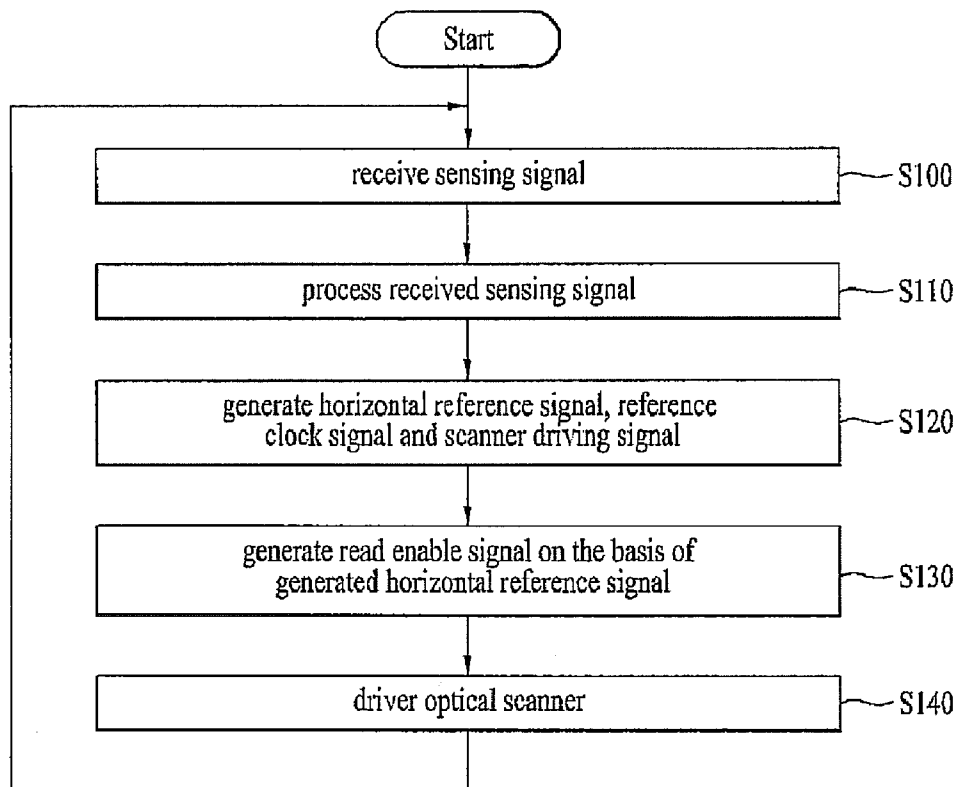 Start
receive sensing signal
S100
process received sensing signal
S110
generate horizontal reference signal, reference
clock signal and scanner driving signal
S120
generate read enable signal on the basis of
generated horizontal reference signal
S130
driver optical scanner
S140